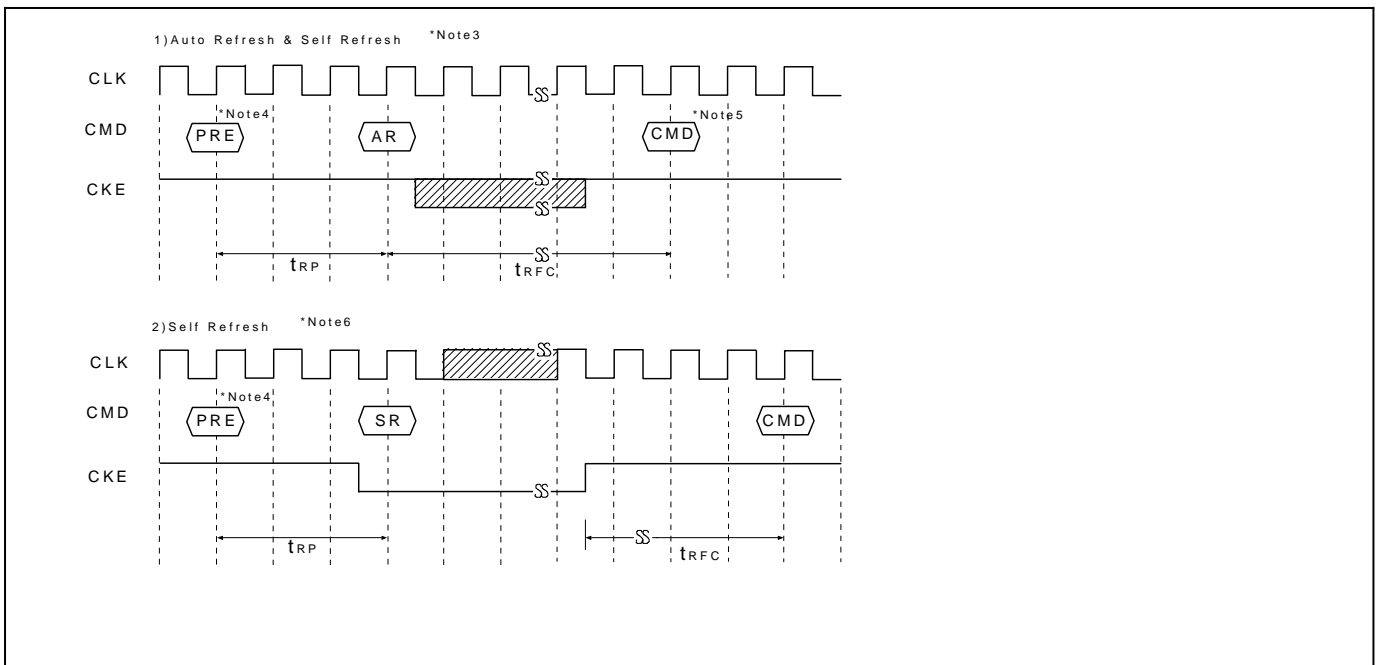 1)Auto Refresh & Self Refresh *Note3
CLK
*Note4 *Note5
CMD PRE AR CMD
CKE
tRP tRFC
2)Self Refresh *Note6
CLK
*Note4
CMD PRE SR CMD
CKE
tRP tRFC